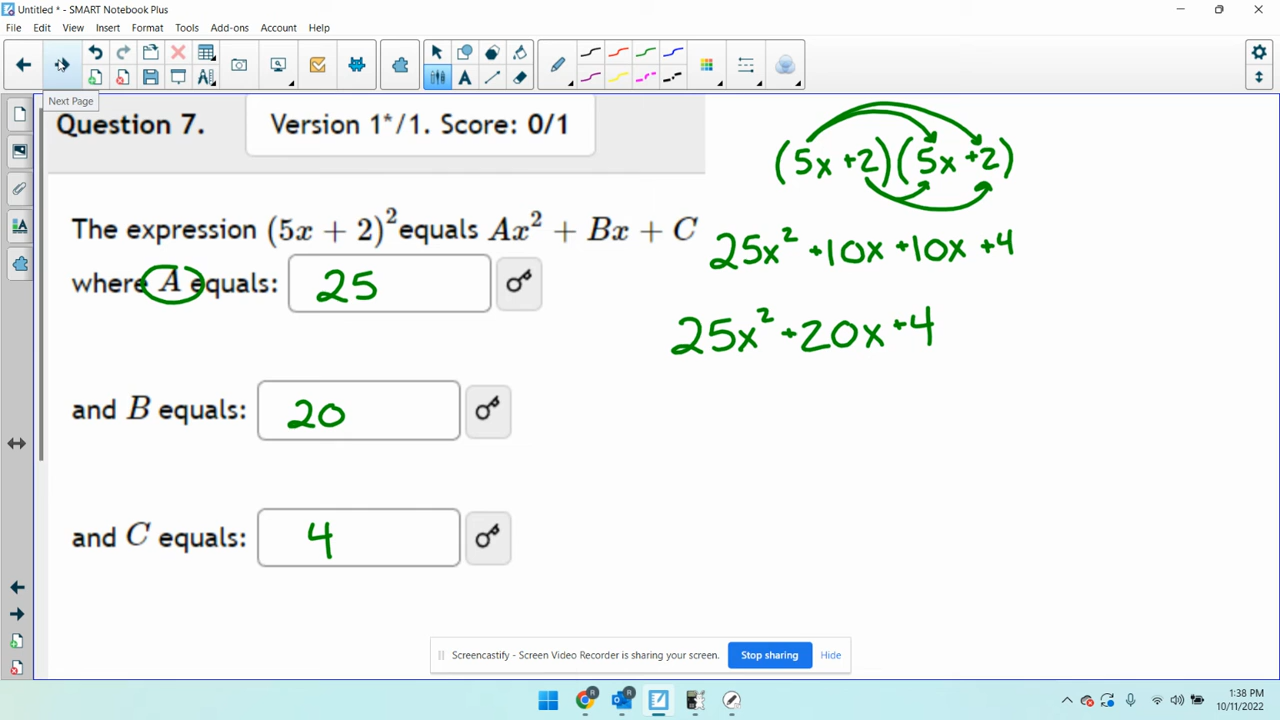 Untitled * - SMART Notebook Plus
File Edit View Insert Format Tools Add-ons Account Help
Next Page
Question 7. Version 1*/1. Score: 0/1
(5x +2)(5x +2)
The expression (5x + 2)² equals Ax² + Bx + C
25x² +10x +10x +4
where A equals: 25
25x² +20x +4
and B equals: 20
and C equals: 4
Screencastify - Screen Video Recorder is sharing your screen. Stop sharing Hide
1:38 PM
10/11/2022